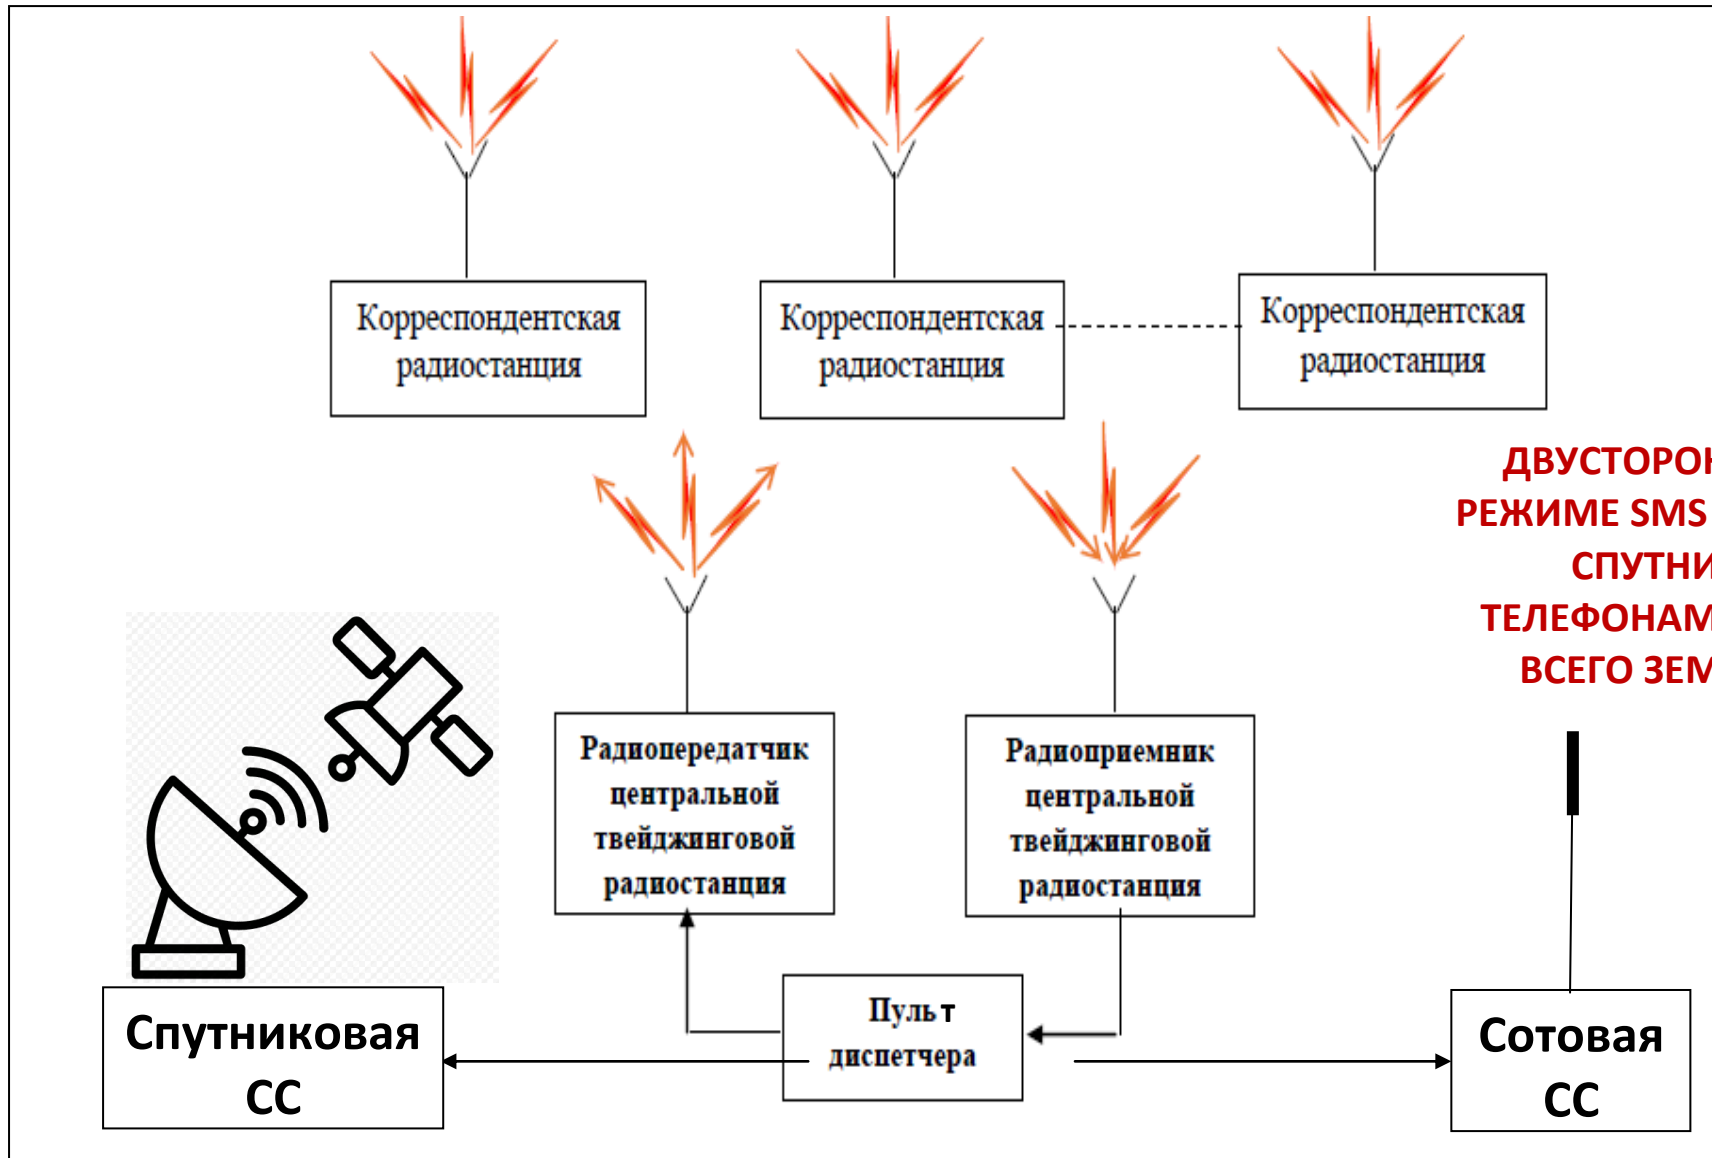 Корреспондентская
радиостанция
Корреспондентская
радиостанция
Корреспондентская
радиостанция
ДВУСТОРОН
РЕЖИМЕ SMS
СПУТНИ
ТЕЛЕФОНАМ
ВСЕГО ЗЕМ
Радиопередатчик
центральной
твейджинговой
радиостанция
Радиоприемник
центральной
твейджинговой
радиостанция
Пульт
диспетчера
Спутниковая
СС
Сотовая
СС